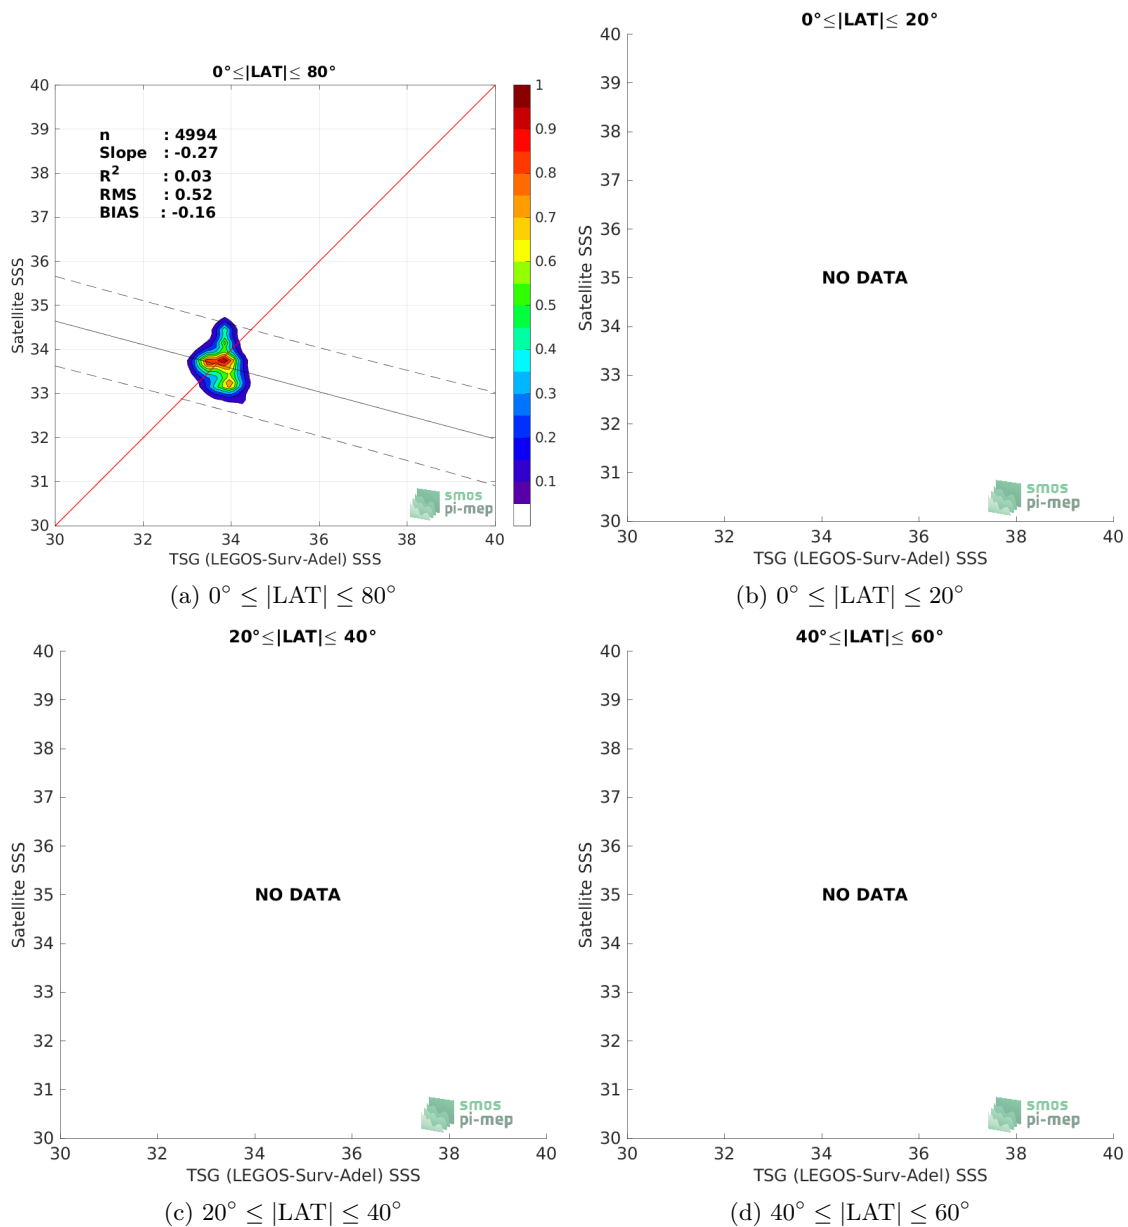 0°≤|LAT|≤ 80°
40
39
38
37
36
35
34
33
32
31
30
Satellite SSS
n : 4994
Slope : -0.27
R² : 0.03
RMS : 0.52
BIAS : -0.16
1
0.9
0.8
0.7
0.6
0.5
0.4
0.3
0.2
0.1
smos
pi-mep
30 32 34 36 38 40
TSG (LEGOS-Surv-Adel) SSS
(a) 0° ≤ |LAT| ≤ 80°
0°≤|LAT|≤ 20°
40
39
38
37
36
35
34
33
32
31
30
Satellite SSS
NO DATA
smos
pi-mep
30 32 34 36 38 40
TSG (LEGOS-Surv-Adel) SSS
(b) 0° ≤ |LAT| ≤ 20°
20°≤|LAT|≤ 40°
40
39
38
37
36
35
34
33
32
31
30
Satellite SSS
NO DATA
smos
pi-mep
30 32 34 36 38 40
TSG (LEGOS-Surv-Adel) SSS
(c) 20° ≤ |LAT| ≤ 40°
40°≤|LAT|≤ 60°
40
39
38
37
36
35
34
33
32
31
30
Satellite SSS
NO DATA
smos
pi-mep
30 32 34 36 38 40
TSG (LEGOS-Surv-Adel) SSS
(d) 40° ≤ |LAT| ≤ 60°